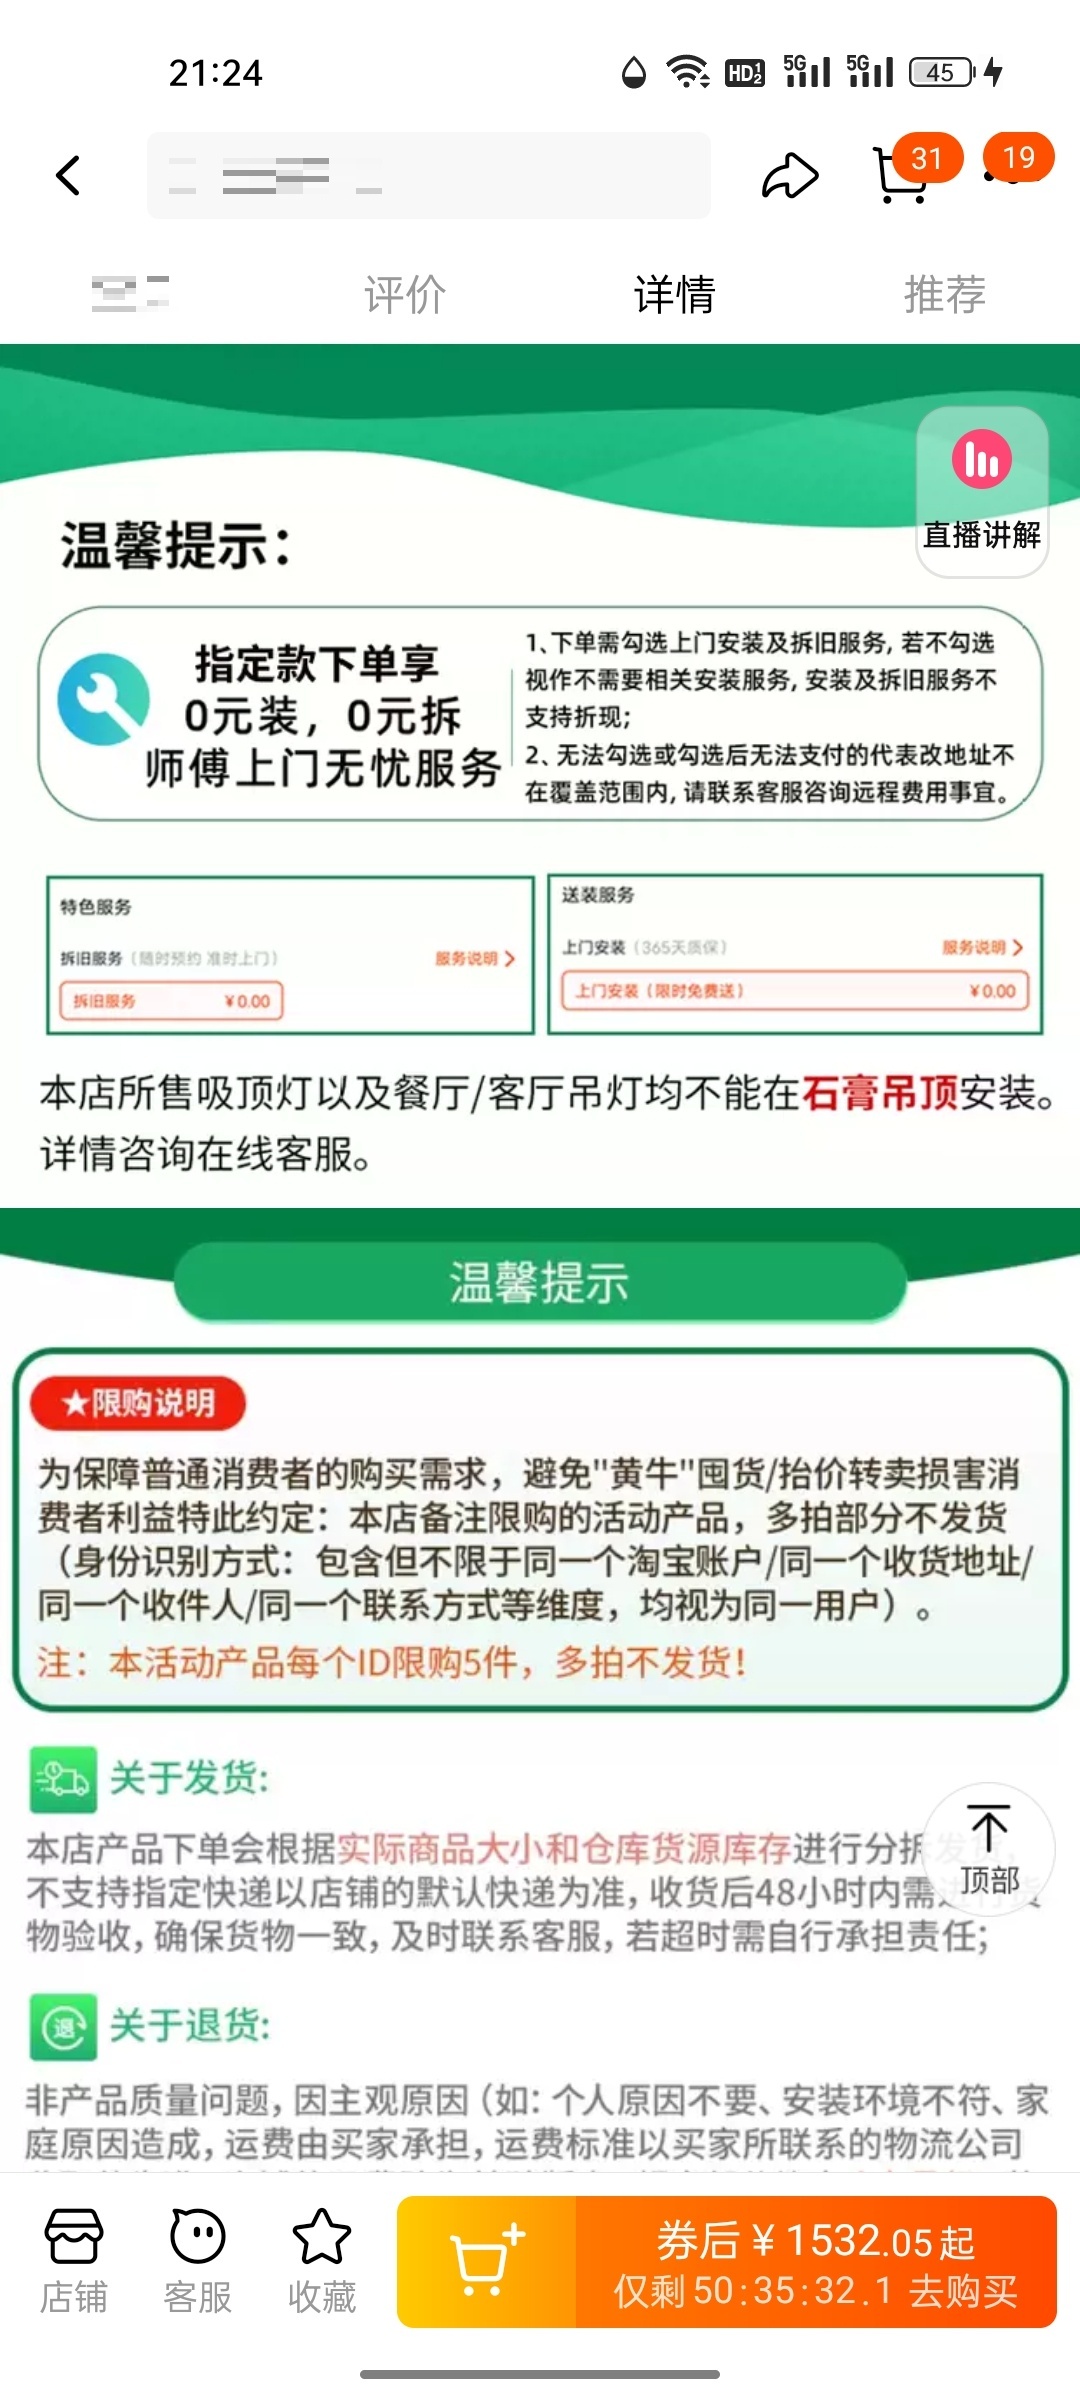 21:24
HD 1 2
5G
5G
45
31
19
评价
详情
推荐
直播讲解
温馨提示：
指定款下单享
0元装，0元拆
师傅上门无忧服务
1、下单需勾选上门安装及拆旧服务，若不勾选
视作不需要相关安装服务，安装及拆旧服务不
支持折现；
2、无法勾选或勾选后无法支付的代表改地址不
在覆盖范围内，请联系客服咨询远程费用事宜。
特色服务
拆旧服务（随时预约 准时上门）
服务说明
拆旧服务 ￥0.00
送装服务
上门安装（365天质保）
服务说明
上门安装（限时免费送） ￥0.00
本店所售吸顶灯以及餐厅/客厅吊灯均不能在石膏吊顶安装。
详情咨询在线客服。
温馨提示
★限购说明
为保障普通消费者的购买需求，避免"黄牛"囤货/抬价转卖损害消
费者利益特此约定：本店备注限购的活动产品，多拍部分不发货
（身份识别方式：包含但不限于同一个淘宝账户/同一个收货地址/
同一个收件人/同一个联系方式等维度，均视为同一用户）。
注：本活动产品每个ID限购5件，多拍不发货！
关于发货:
本店产品下单会根据实际商品大小和仓库货源库存进行分拆发货，
不支持指定快递以店铺的默认快递为准，收货后48小时内需进行货
物验收，确保货物一致，及时联系客服，若超时需自行承担责任；
顶部
退
关于退货:
非产品质量问题，因主观原因（如：个人原因不要、安装环境不符、家
庭原因造成，运费由买家承担，运费标准以买家所联系的物流公司
店铺
客服
收藏
券后￥1532.05起
仅剩50:35:32.1 去购买